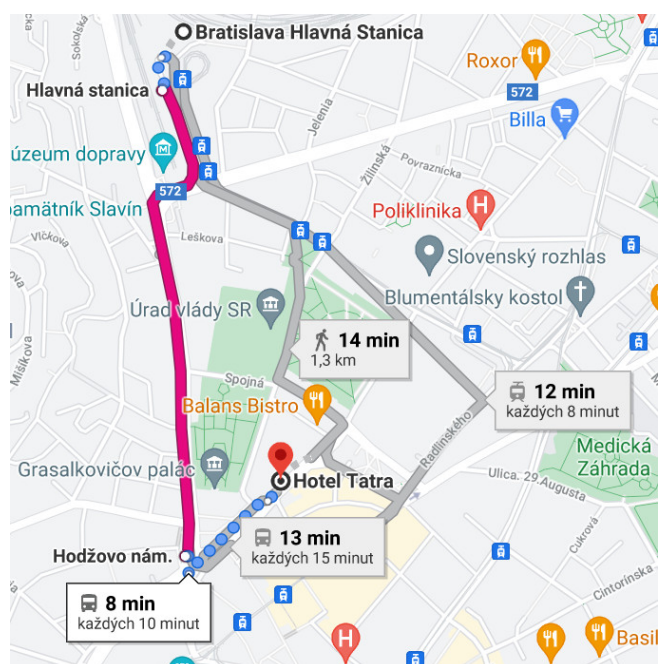 Sokolská
Bratislava Hlavná Stanica
Roxor
Hlavná stanica
572
Jelenia
Billa
Žilinská
Povraznícka
múzeum dopravy
572
pamätník Slavín
Poliklinika
H
Vlčkova
Leškova
Slovenský rozhlas
Úrad vlády SR
Blumentálsky kostol
14 min
1,3 km
Mišíkova
Spojná
12 min
každých 8 minut
Balans Bistro
Radlinského
Medická
Záhrada
Grasalkovičov palác
Hotel Tatra
Ulica. 29 Augusta
13 min
každých 15 minut
Cukrová
Hodžovo nám.
8 min
každých 10 minut
Cintorínska
H
Basil